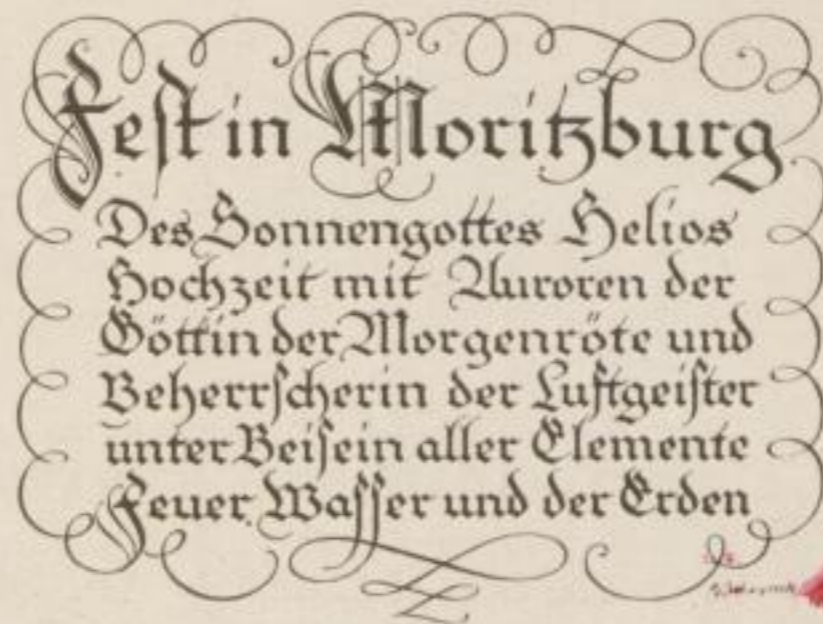 Fest in Moritzburg
Des Sonnengottes Helios
Hochzeit mit Auroren der
Göttin der Morgenröte und
Beherrscherin der Luftgeister
unter Beisein aller Elemente
Feuer, Wasser und der Erden